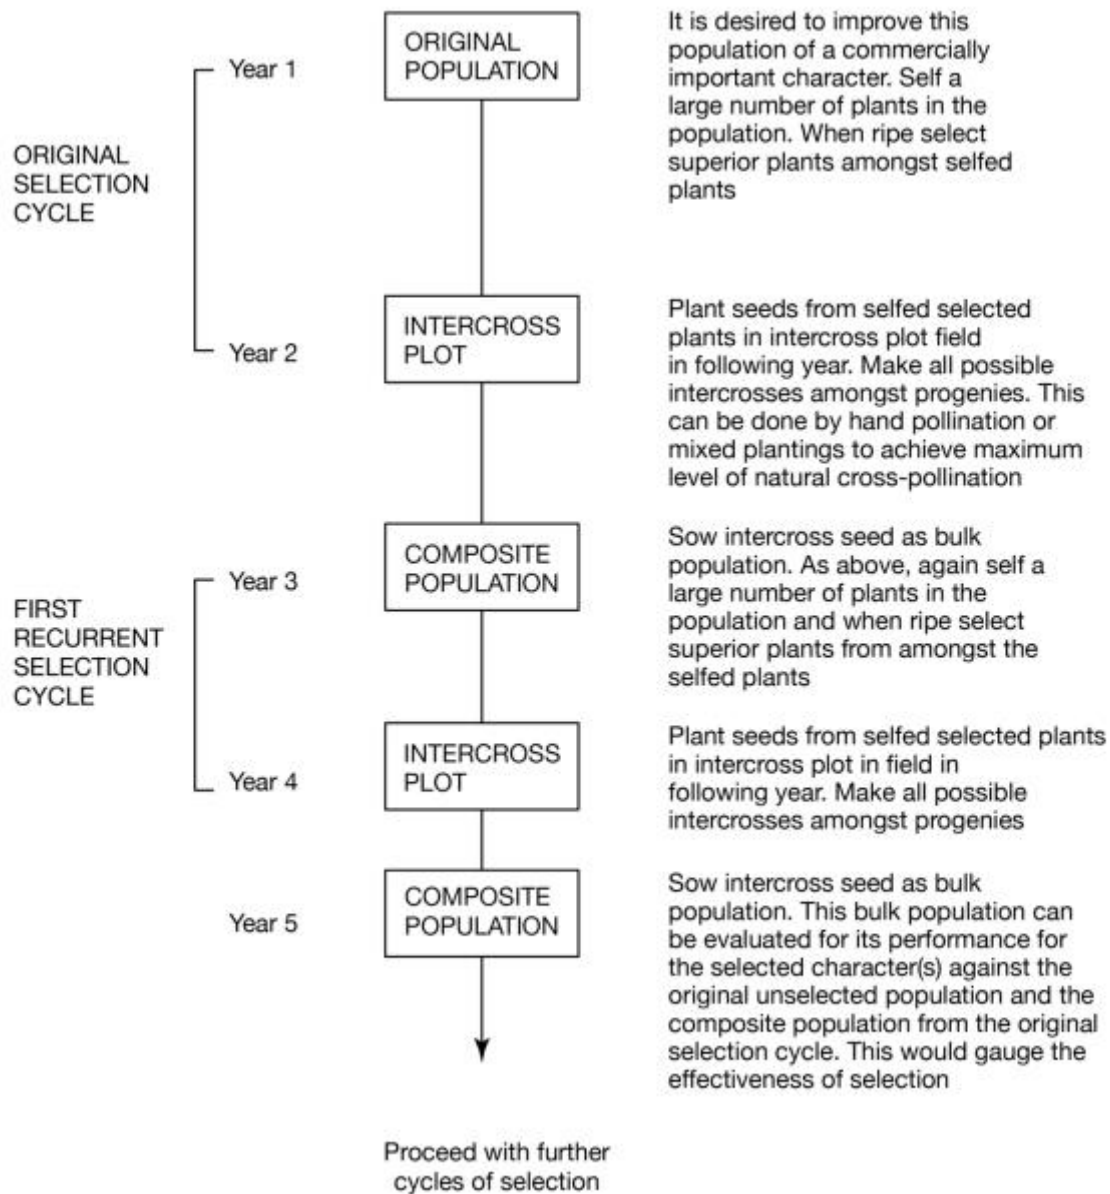 ORIGINAL
SELECTION
CYCLE
Year 1
ORIGINAL
POPULATION
It is desired to improve this
population of a commercially
important character. Self a
large number of plants in the
population. When ripe select
superior plants amongst selfed
plants
Year 2
INTERCROSS
PLOT
Plant seeds from selfed selected
plants in intercross plot field
in following year. Make all possible
intercrosses amongst progenies. This
can be done by hand pollination or
mixed plantings to achieve maximum
level of natural cross-pollination
FIRST
RECURRENT
SELECTION
CYCLE
Year 3
COMPOSITE
POPULATION
Sow intercross seed as bulk
population. As above, again self a
large number of plants in the
population and when ripe select
superior plants from amongst the
selfed plants
Year 4
INTERCROSS
PLOT
Plant seeds from selfed selected plants
in intercross plot in field in
following year. Make all possible
intercrosses amongst progenies
Year 5
COMPOSITE
POPULATION
Sow intercross seed as bulk
population. This bulk population can
be evaluated for its performance for
the selected character(s) against the
original unselected population and the
composite population from the original
selection cycle. This would gauge the
effectiveness of selection
Proceed with further
cycles of selection